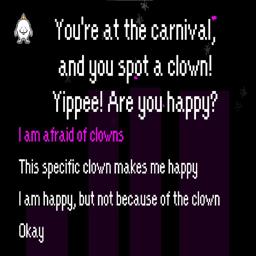 You're at the carnival,
and you spot a clown!
Yippee! Are you happy?
I am afraid of clowns
This specific clown makes me happy
I am happy, but not because of the clown
Okay